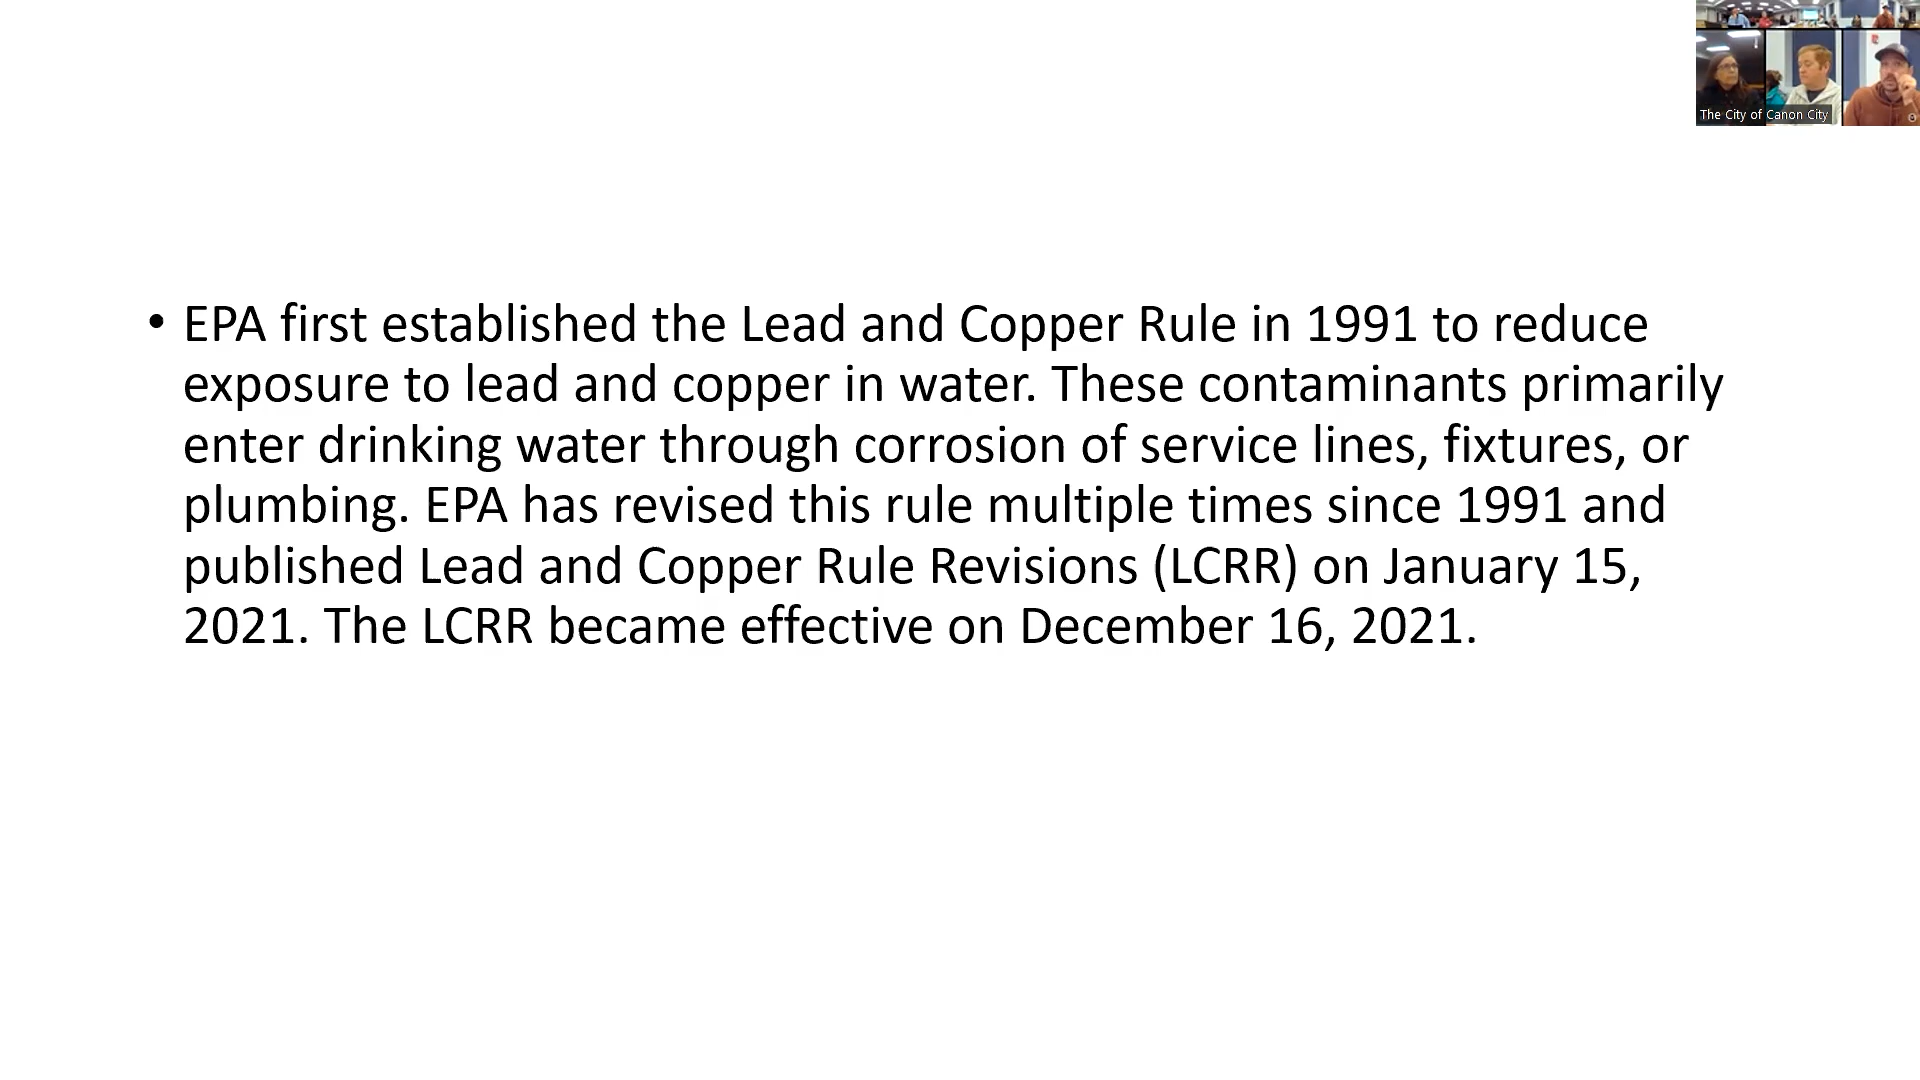 The City of Canon City
• EPA first established the Lead and Copper Rule in 1991 to reduce
exposure to lead and copper in water. These contaminants primarily
enter drinking water through corrosion of service lines, fixtures, or
plumbing. EPA has revised this rule multiple times since 1991 and
published Lead and Copper Rule Revisions (LCRR) on January 15,
2021. The LCRR became effective on December 16, 2021.